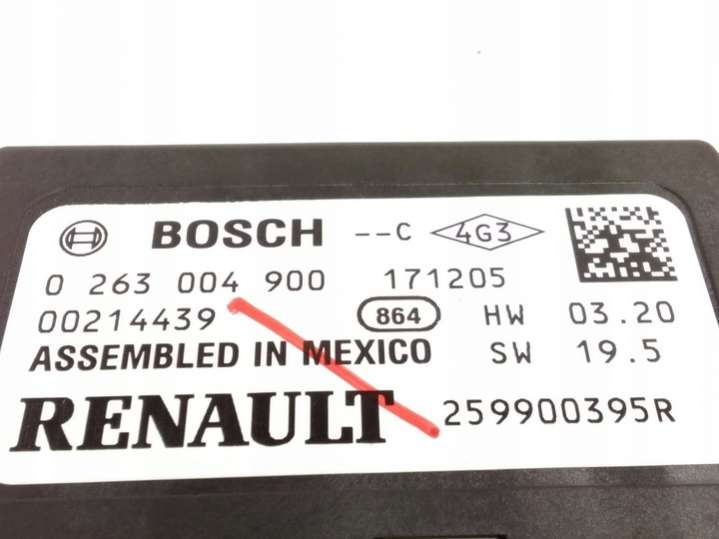 BOSCH --C 4G3
0 263 004 900 171205
00214439 864 HW 03.20
ASSEMBLED IN MEXICO SW 19.5
RENAULT 259900395R